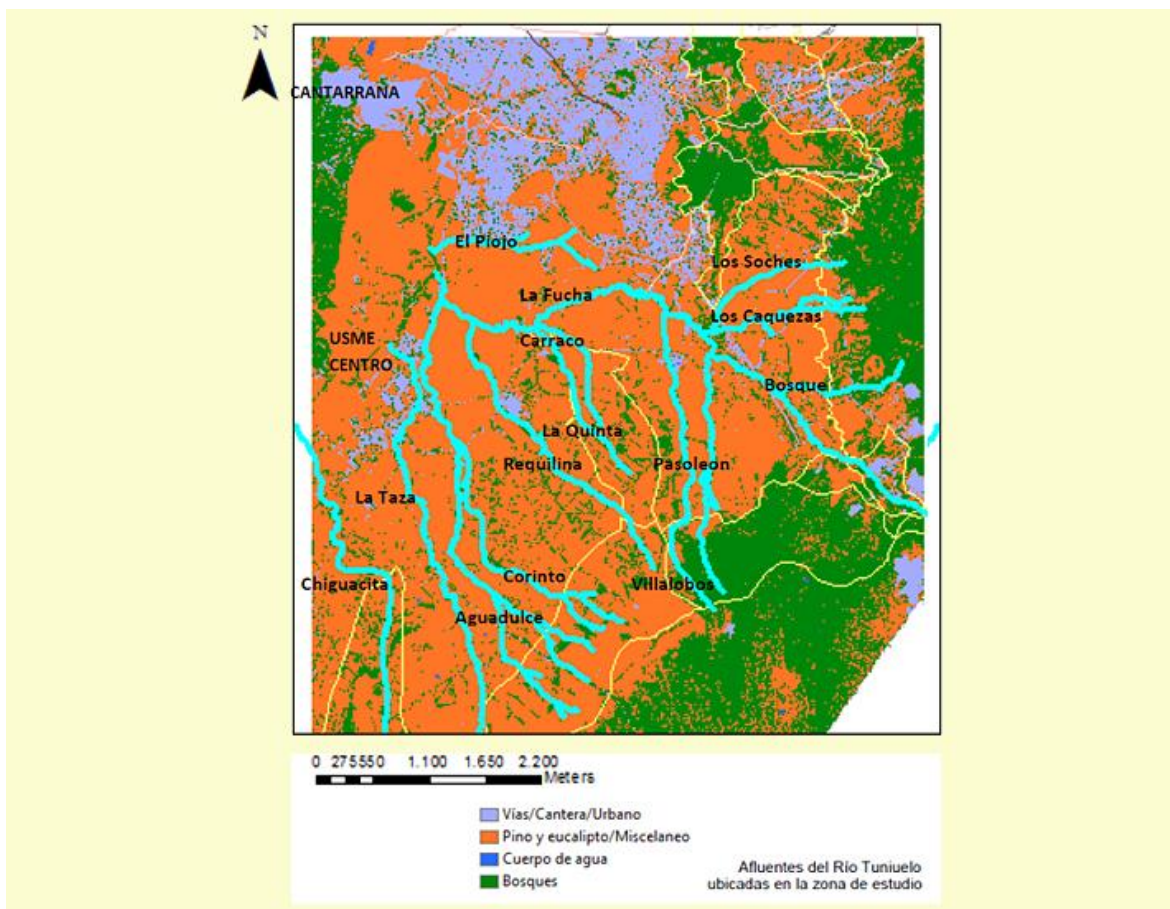 N
CANTARRANA
El Piojo
Los Soches
La Fucha
Los Caquezas
USME
CENTRO
Carraco
Bosque
La Quinta
Requilina
Pasoleon
La Taza
Chiguacita
Corinto
Villalobos
Aguadulce
0 275550 1.100 1.650 2.200
Meters
Vías/Cantera/Urbano
Pino y eucalipto/Miscelaneo
Cuerpo de agua
Bosques
Afluentes del Río Tuniuelo
ubicadas en la zona de estudio